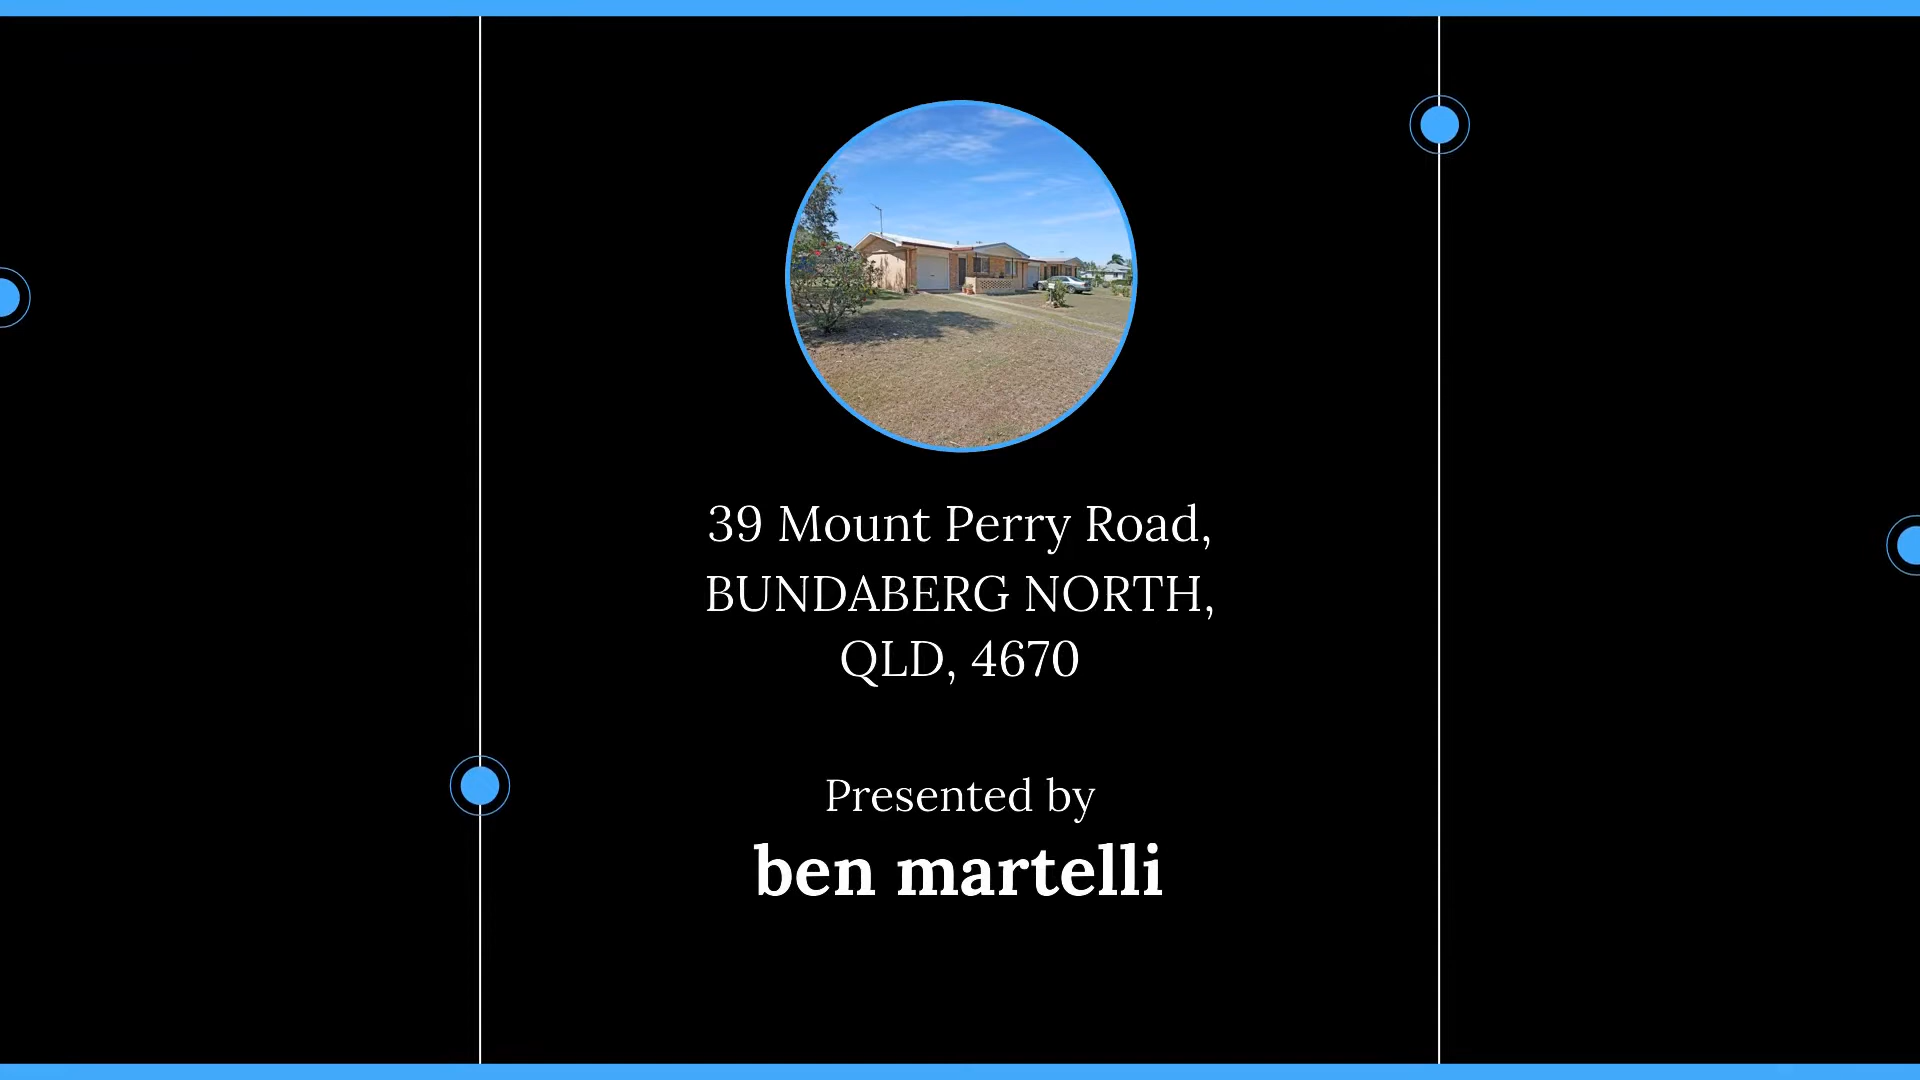 39 Mount Perry Road,
BUNDABERG NORTH,
QLD, 4670
Presented by
ben martelli